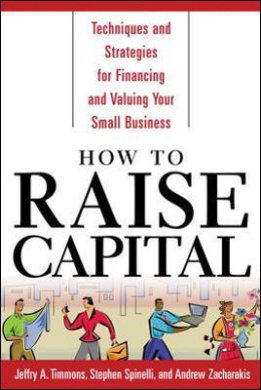 Techniques and
Strategies
for Financing
and Valuing Your
Small Business
HOW TO
RAISE
CAPITAL
Jeffry A. Timmons, Stephen Spinelli, and Andrew Zacharakis